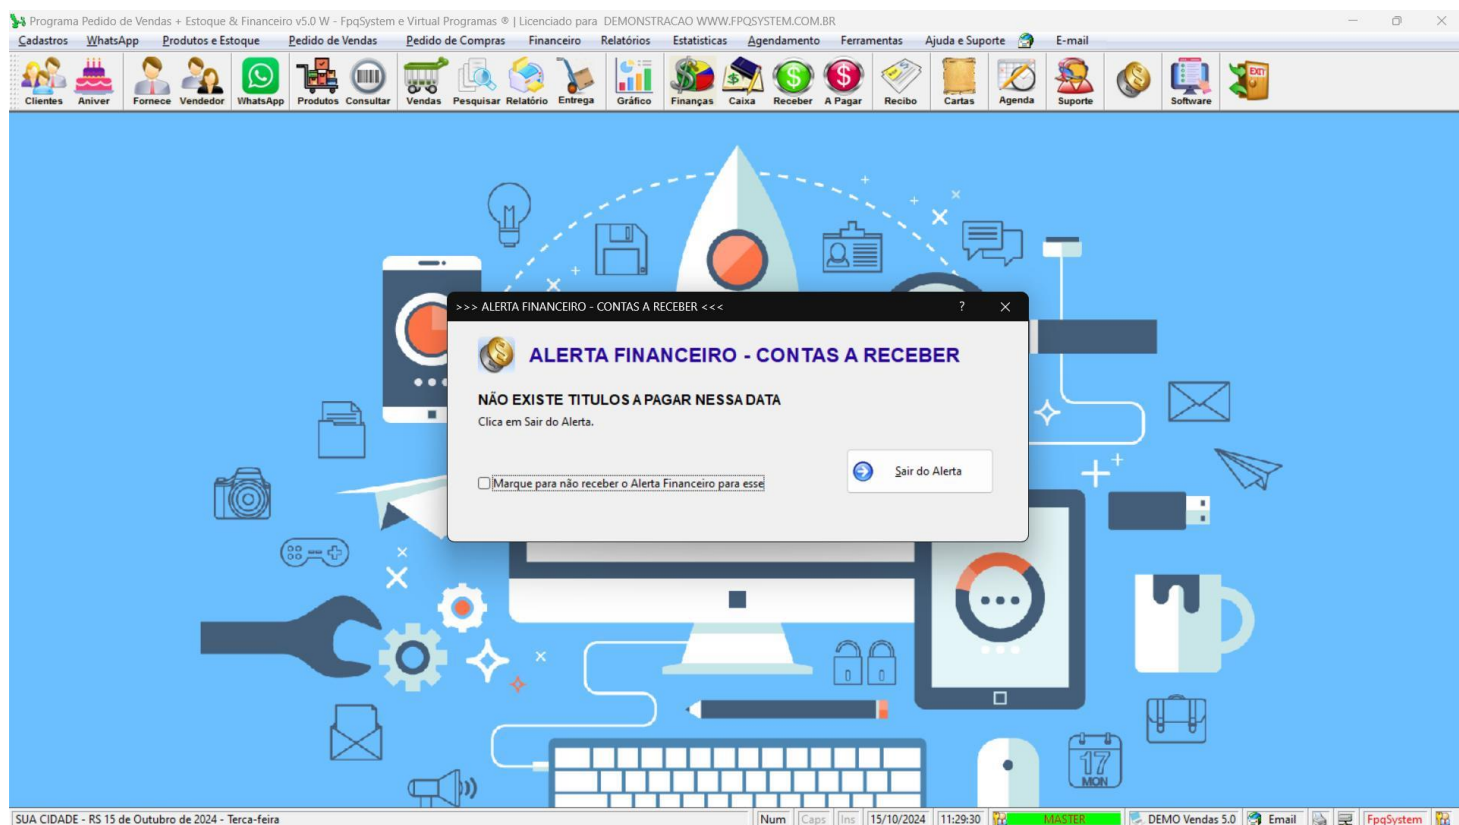 Programa Pedido de Vendas + Estoque & Financeiro v5.0 W - FpqSystem e Virtual Programas ® | Licenciado para DEMONSTRACAO WWW.FPQSYSTEM.COM.BR
Cadastros WhatsApp Produtos e Estoque Pedido de Vendas Pedido de Compras Financeiro Relatórios Estatisticas Agendamento Ferramentas Ajuda e Suporte E-mail
EXIT
Clientes Aniver Fornece Vendedor WhatsApp Produtos Consultar Vendas Pesquisar Relatório Entrega Gráfico Finanças Caixa Receber A Pagar Recibo Cartas Agenda Suporte Software
>>> ALERTA FINANCEIRO - CONTAS A RECEBER <<<
ALERTA FINANCEIRO - CONTAS A RECEBER
NÃO EXISTE TITULOS A PAGAR NESSA DATA
Clica em Sair do Alerta.
Sair do Alerta
Marque para não receber o Alerta Financeiro para esse
17
MON
SUA CIDADE - RS 15 de Outubro de 2024 - Terca-feira Num Caps Ins 15/10/2024 11:29:30 MASTER DEMO Vendas 5.0 Email FpqSystem